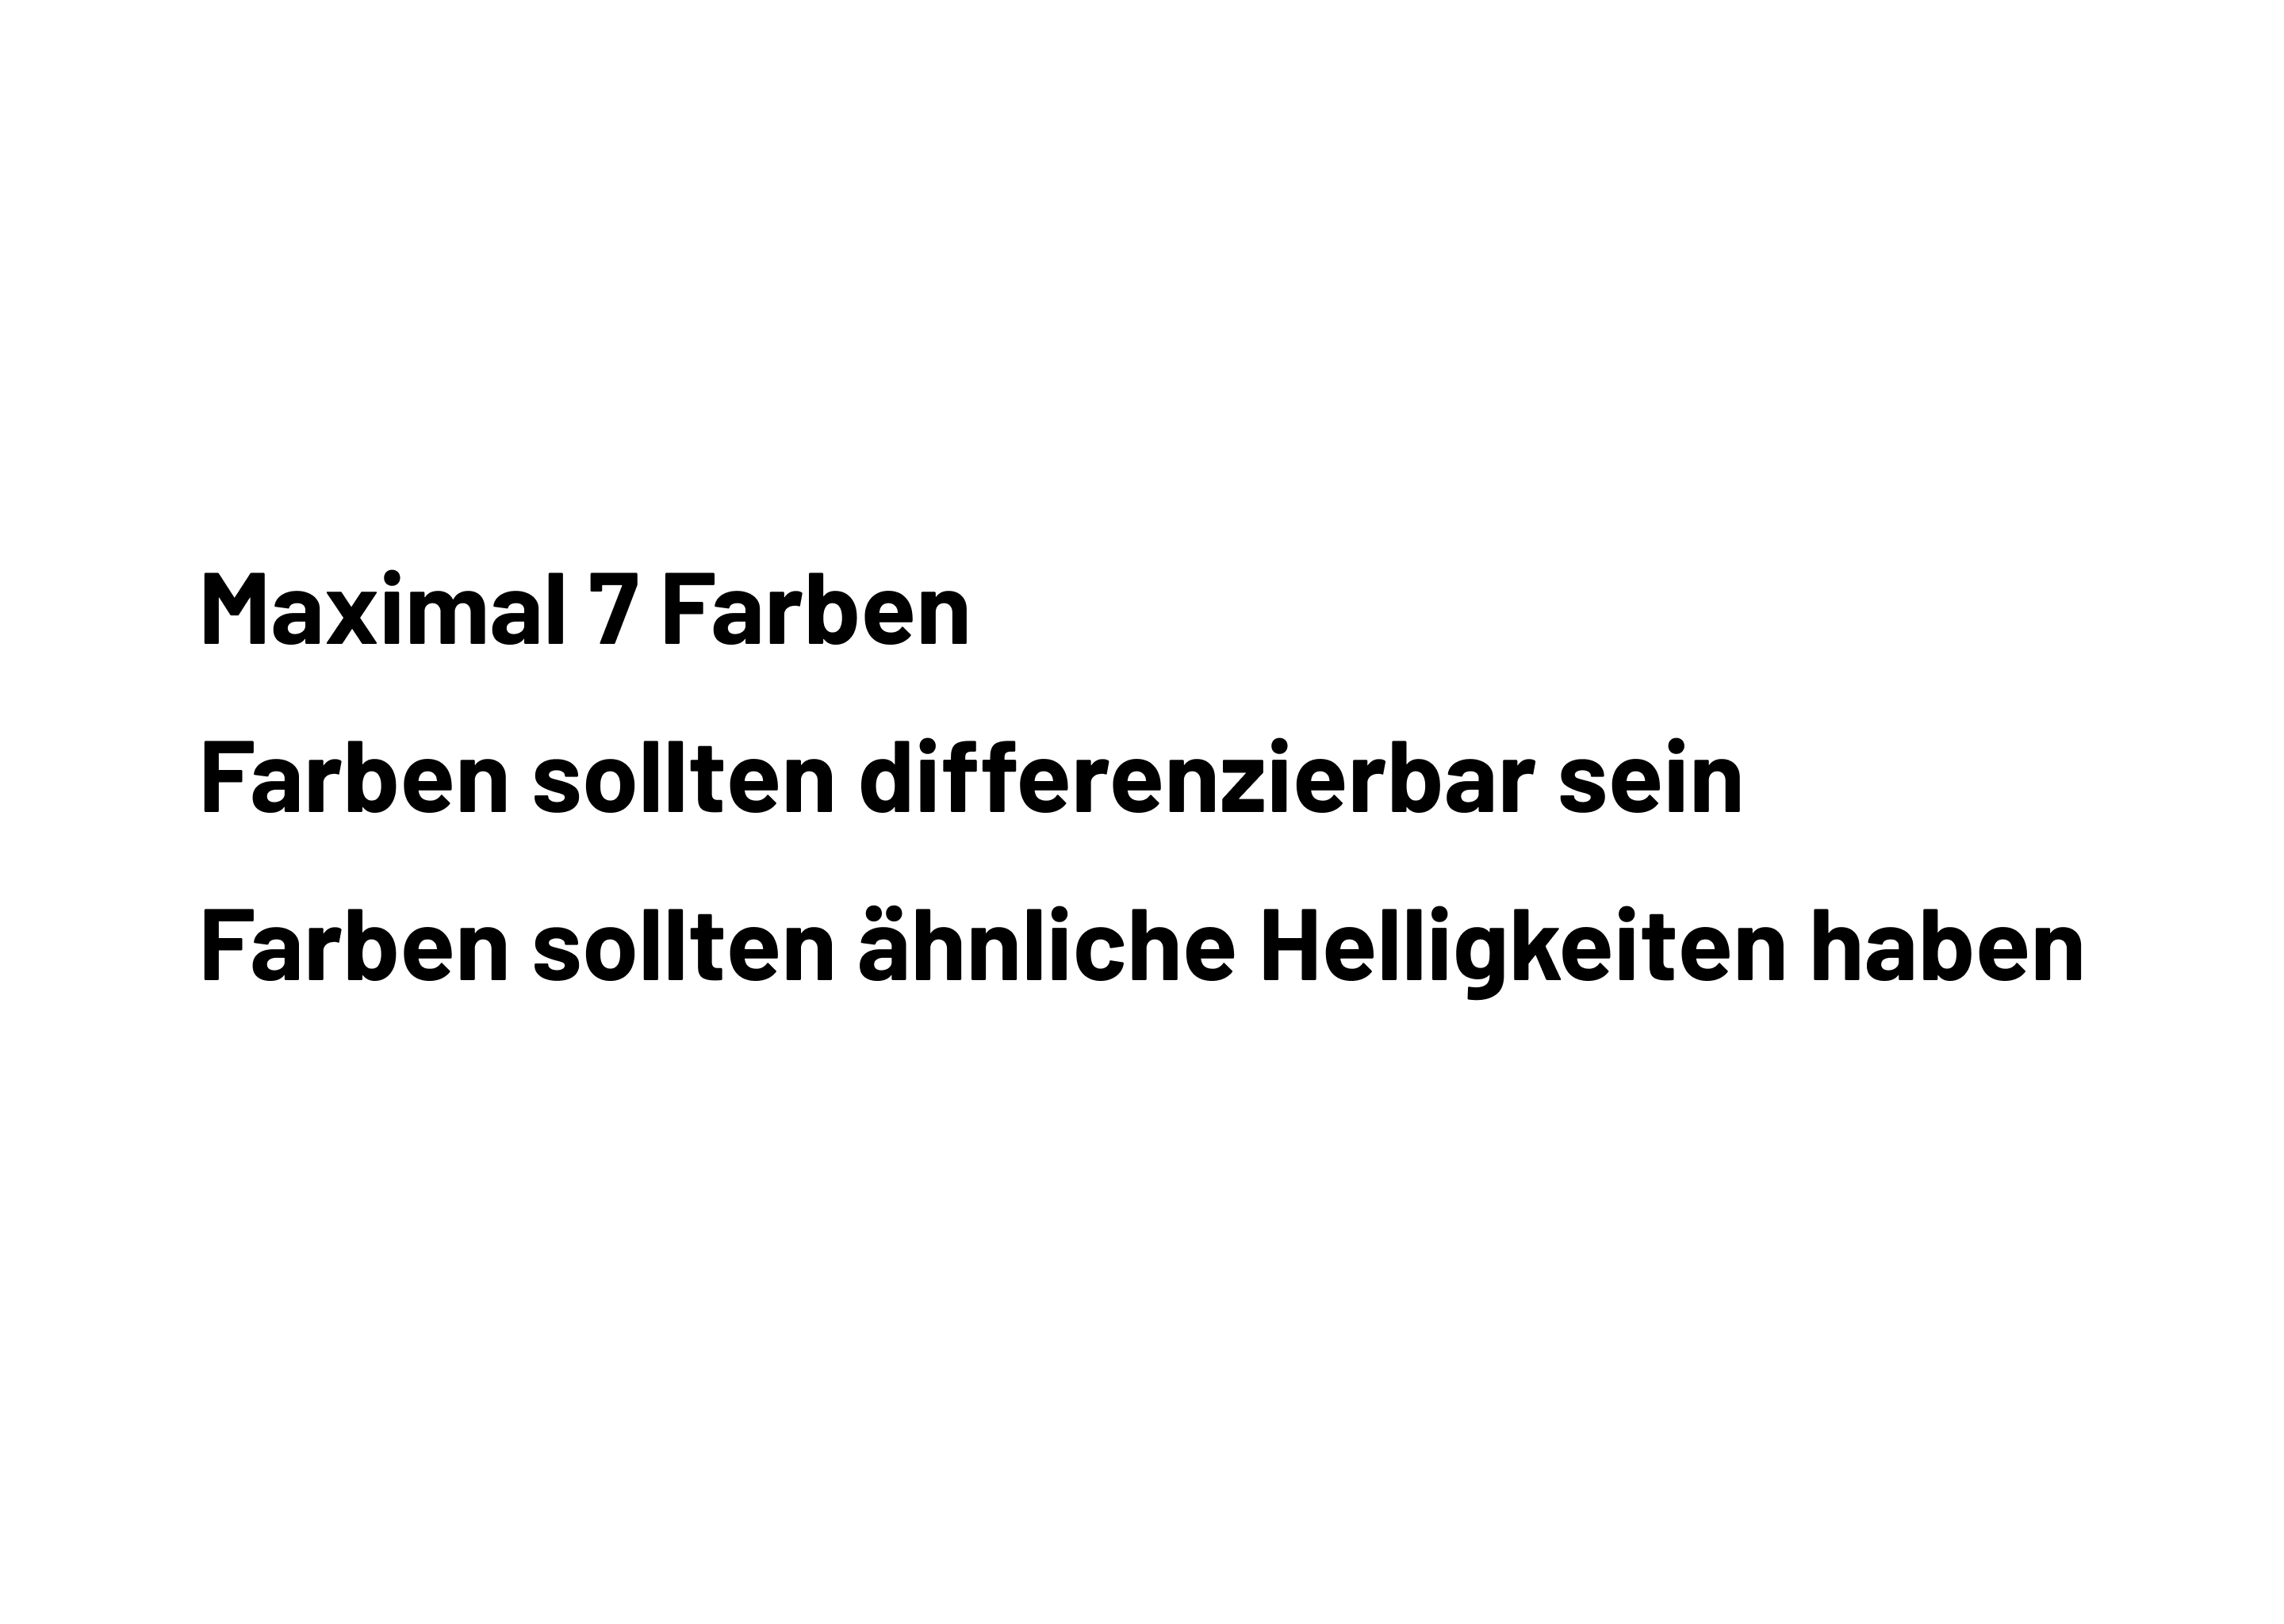 Maximal 7 Farben
Farben sollten differenzierbar sein
Farben sollten ähnliche Helligkeiten haben